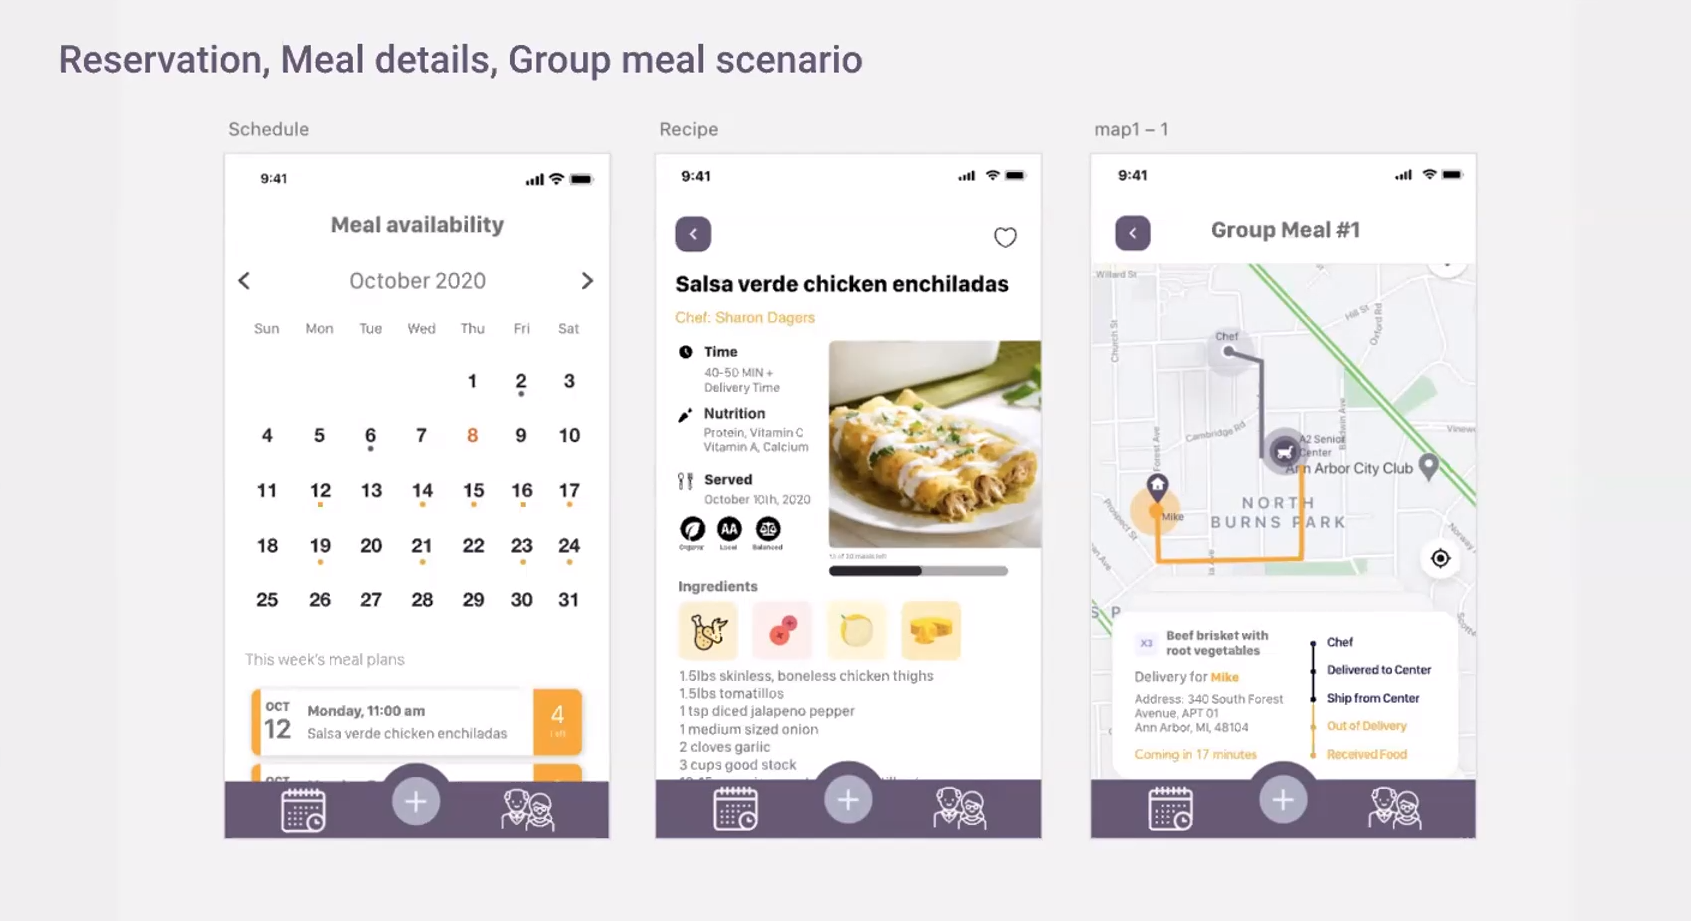 Reservation, Meal details, Group meal scenario
Schedule
9:41
Meal availability
October 2020
Sun Mon Tue Wed Thu Fri Sat
1 2 3
4 5 6 7 8 9 10
11 12 13 14 15 16 17
18 19 20 21 22 23 24
25 26 27 28 29 30 31
This week's meal plans
OCT
12
Monday, 11:00 am
Salsa verde chicken enchiladas
4
left
OCT
Recipe
9:41
Salsa verde chicken enchiladas
Chef: Sharon Dagers
Time
40-50 MIN +
Delivery Time
Nutrition
Protein, Vitamin C
Vitamin A, Calcium
Served
October 10th, 2020
AA
Organic Local Balanced
Ingredients
1.5lbs skinless, boneless chicken thighs
1.5lbs tomatillos
1 tsp diced jalapeno pepper
1 medium sized onion
2 cloves garlic
3 cups good stock
map1 – 1
9:41
Group Meal #1
Willard St
Church St
Hill St
Oxford Rd
Chef
Cambridge Rd
Forest Ave
Baldwin Ave
A2 Senior
Center
Ann Arbor City Club
Mike
Prospect St
NORTH
BURNS PARK
X3
Beef brisket with
root vegetables
Delivery for Mike
Address: 340 South Forest
Avenue, APT 01
Ann Arbor, MI, 48104
Coming in 17 minutes
Chef
Delivered to Center
Ship from Center
Out of Delivery
Received Food